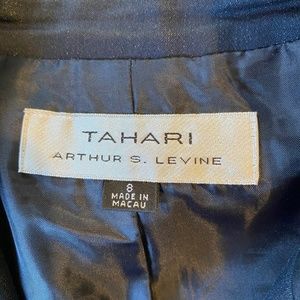 TAHARI
ARTHUR S. LEVINE
8
MADE IN
MACAU